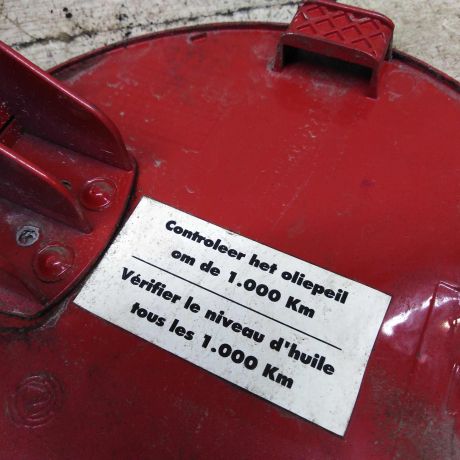 Controleer het oliepeil
om de 1.000 Km
Vérifier le niveau d'huile
tous les 1.000 Km